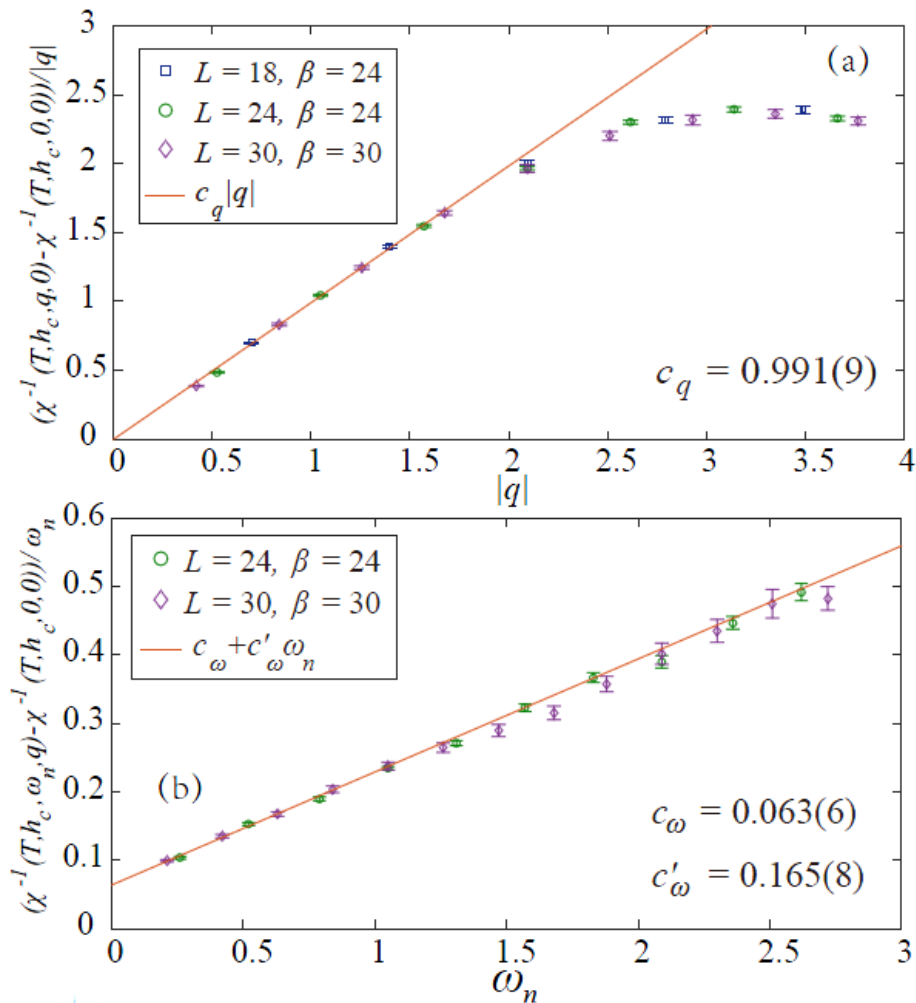 3
2.5
2
1.5
1
0.5
0
(χ⁻¹(T,h_c,q,0)-χ⁻¹(T,h_c,0,0))/|q|
L = 18, β = 24
L = 24, β = 24
L = 30, β = 30
c_q|q|
(a)
c_q = 0.991(9)
0 0.5 1 1.5 2 2.5 3 3.5 4
|q|
0.6
0.5
0.4
0.3
0.2
0.1
0
(χ⁻¹(T,h_c,ω_n,q)-χ⁻¹(T,h_c,0,0))/ω_n
L = 24, β = 24
L = 30, β = 30
c_ω+c′_ω ω_n
(b)
c_ω = 0.063(6)
c′_ω = 0.165(8)
0 0.5 1 1.5 2 2.5 3
ω_n